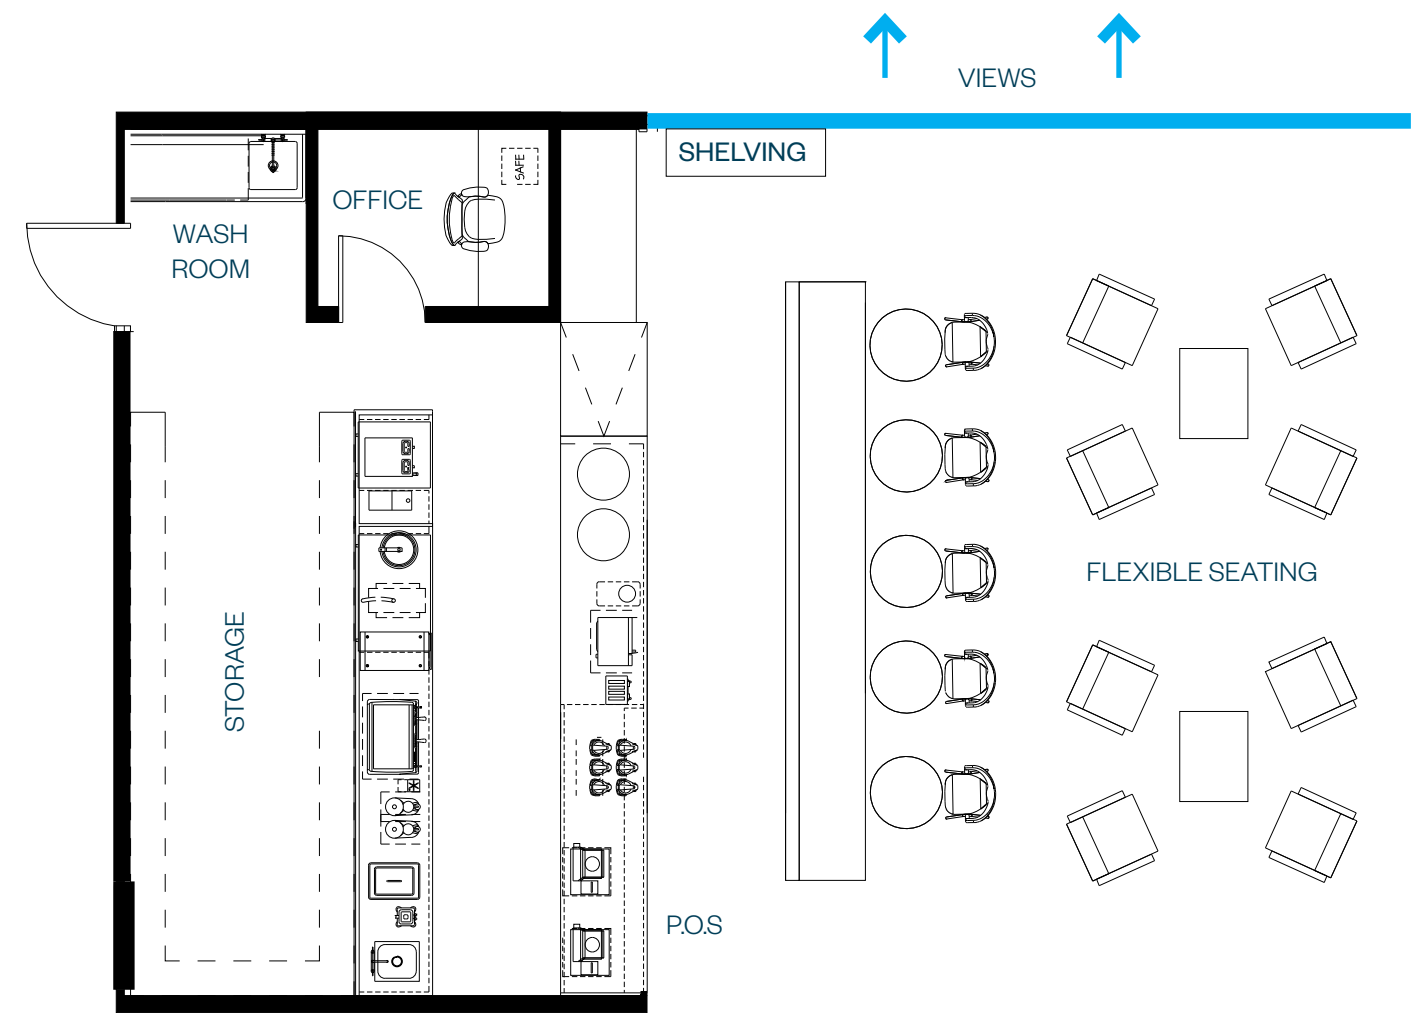 VIEWS
SHELVING
SAFE
OFFICE
WASH
ROOM
FLEXIBLE SEATING
STORAGE
P.O.S